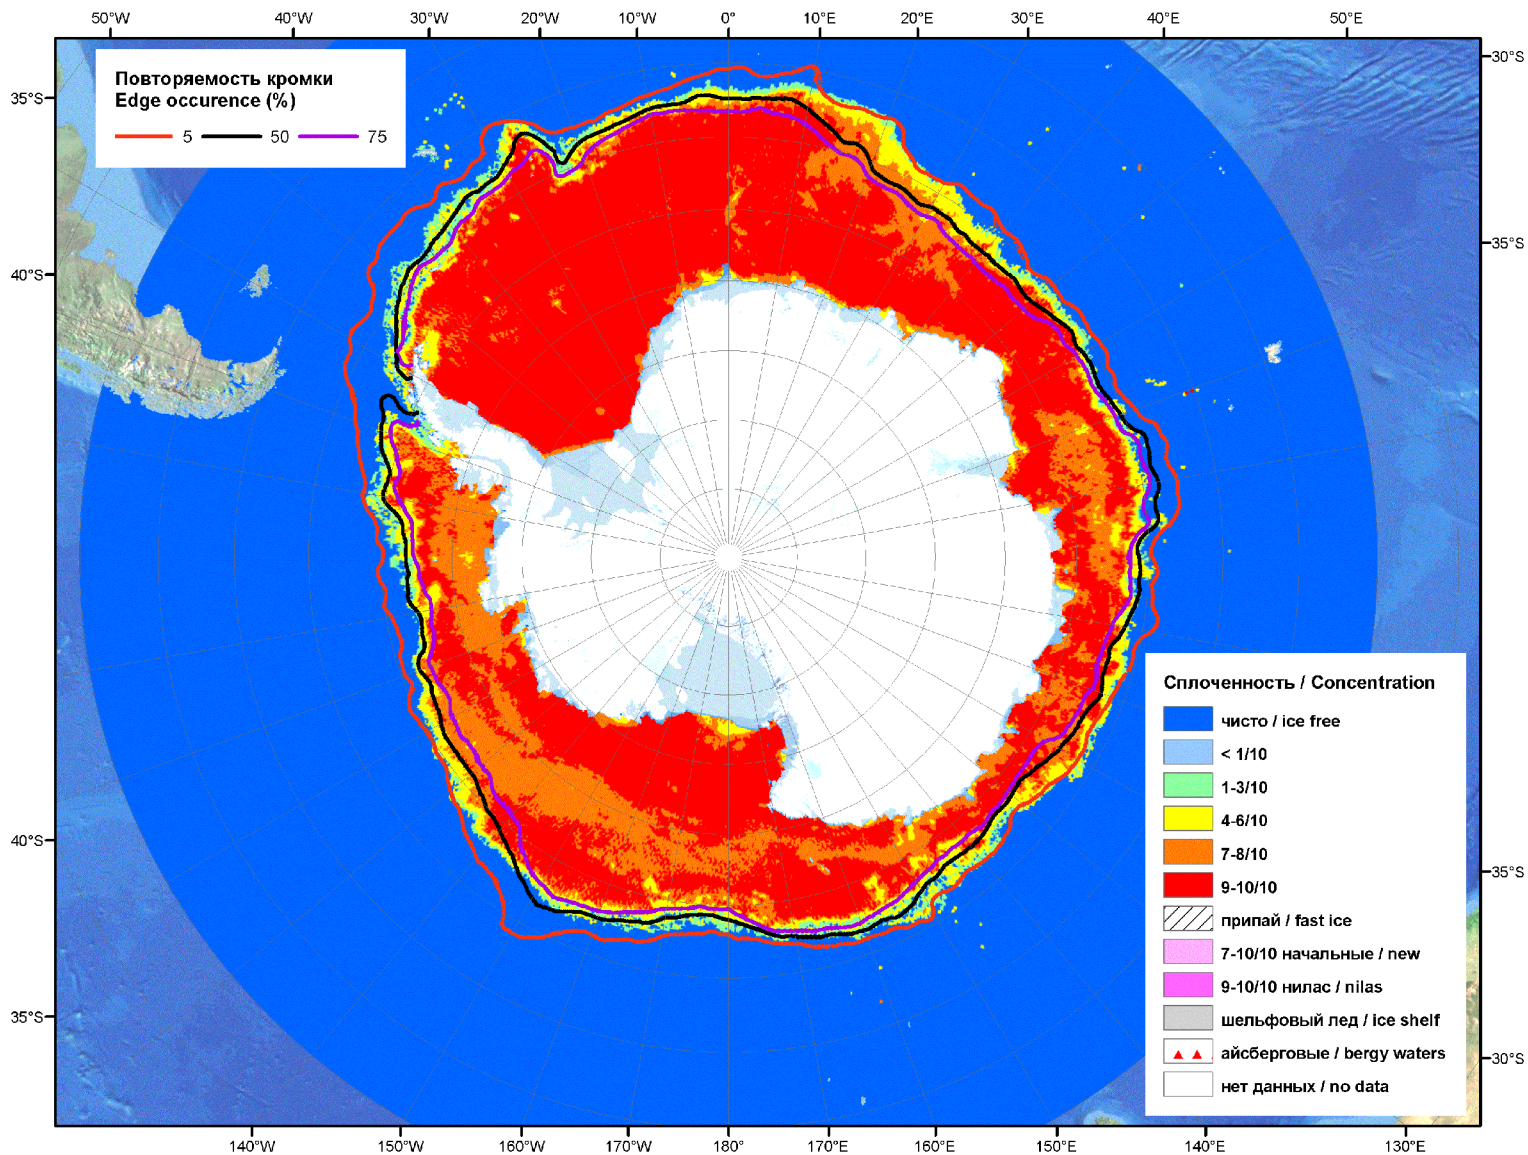 50°W 40°W 30°W 20°W 10°W 0° 10°E 20°E 30°E 40°E 50°E
30°S
35°S
Повторяемость кромки
Edge occurence (%)
5 50 75
35°S
40°S
40°S
35°S
35°S
30°S
Сплоченность / Concentration
чисто / ice free
< 1/10
1-3/10
4-6/10
7-8/10
9-10/10
припай / fast ice
7-10/10 начальные / new
9-10/10 нилас / nilas
шельфовый лед / ice shelf
айсберговые / bergy waters
нет данных / no data
140°W 150°W 160°W 170°W 180° 170°E 160°E 150°E 140°E 130°E